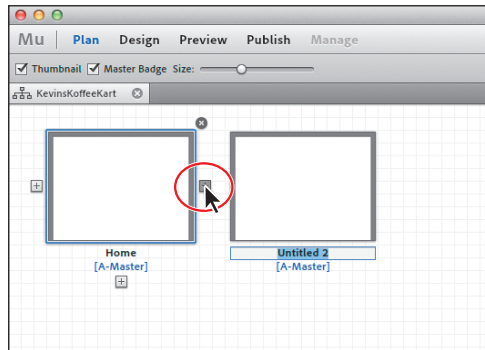 Mu Plan Design Preview Publish Manage
Thumbnail Master Badge Size:
KevinsKoffeeKart
Home Untitled 2
[A-Master] [A-Master]